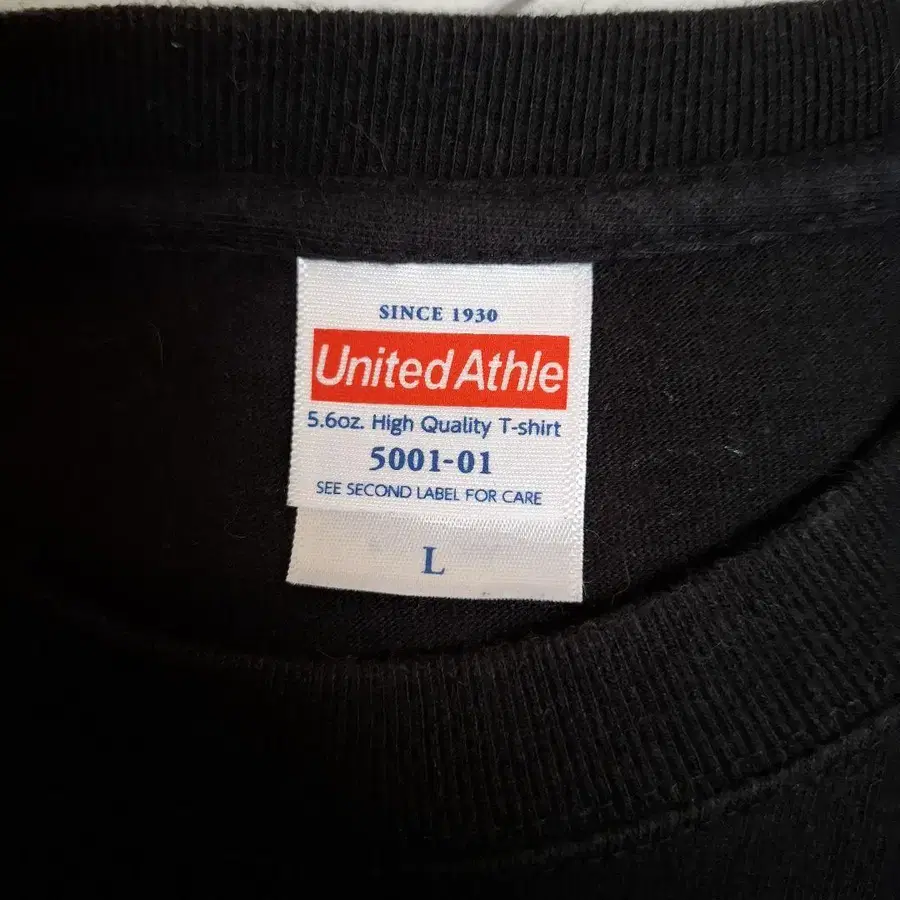 SINCE 1930
United Athle
5.6oz. High Quality T-shirt
5001-01
SEE SECOND LABEL FOR CARE
L